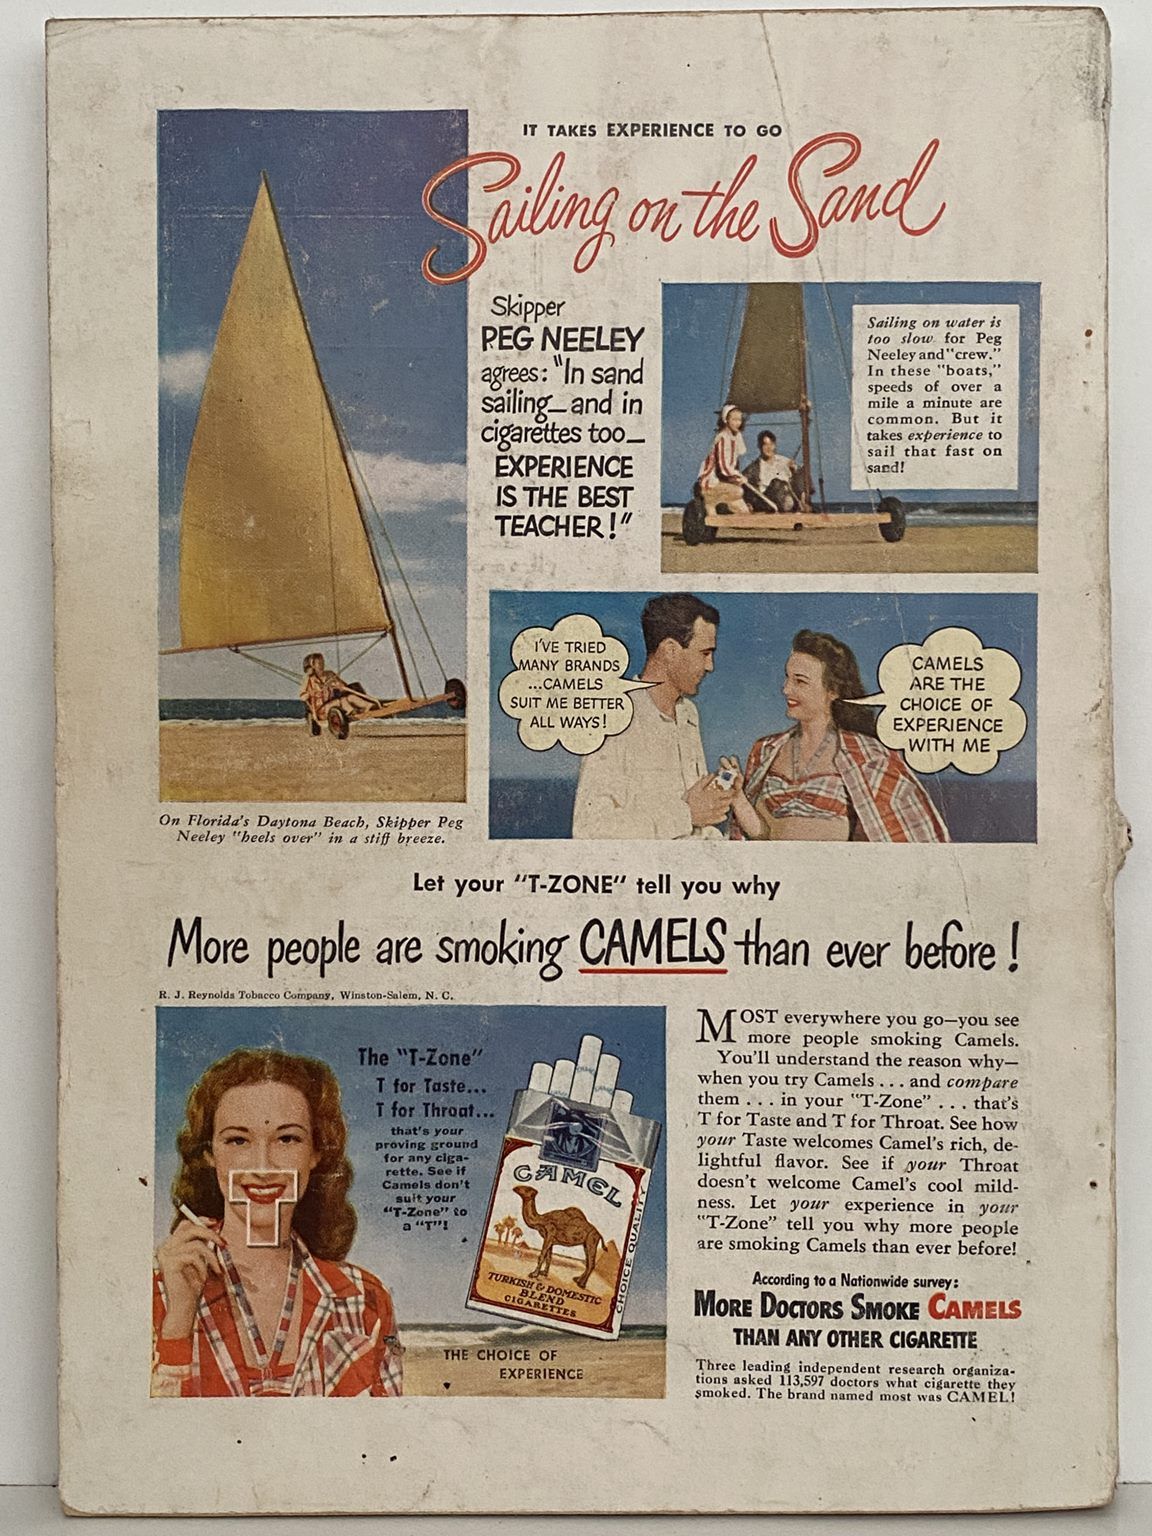 IT TAKES EXPERIENCE TO GO
Sailing on the Sand
Skipper
PEG NEELEY
agrees: "In sand
sailing—and in
cigarettes too—
EXPERIENCE
IS THE BEST
TEACHER!"
Sailing on water is
too slow for Peg
Neeley and "crew."
In these "boats,"
speeds of over a
mile a minute are
common. But it
takes experience to
sail that fast on
sand!
I'VE TRIED
MANY BRANDS
...CAMELS
SUIT ME BETTER
ALL WAYS!
CAMELS
ARE THE
CHOICE OF
EXPERIENCE
WITH ME
On Florida's Daytona Beach, Skipper Peg
Neeley "heels over" in a stiff breeze.
Let your "T-ZONE" tell you why
More people are smoking CAMELS than ever before!
R. J. Reynolds Tobacco Company, Winston-Salem, N. C.
The "T-Zone"
T for Taste...
T for Throat...
that's your
proving ground
for any ciga-
rette. See if
Camels don't
suit your
"T-Zone" to
a "T"!
T
CAMEL
TURKISH & DOMESTIC
BLEND
CIGARETTES
CHOICE QUALITY
THE CHOICE OF
EXPERIENCE
MOST everywhere you go—you see
more people smoking Camels.
You'll understand the reason why—
when you try Camels . . . and compare
them . . . in your "T-Zone" . . . that's
T for Taste and T for Throat. See how
your Taste welcomes Camel's rich, de-
lightful flavor. See if your Throat
doesn't welcome Camel's cool mild-
ness. Let your experience in your
"T-Zone" tell you why more people
are smoking Camels than ever before!
According to a Nationwide survey:
MORE DOCTORS SMOKE CAMELS
THAN ANY OTHER CIGARETTE
Three leading independent research organiza-
tions asked 113,597 doctors what cigarette they
smoked. The brand named most was CAMEL!